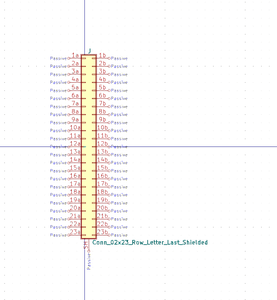 J
Passive 1a 1b Passive
Passive 2a 2b Passive
Passive 3a 3b Passive
Passive 4a 4b Passive
Passive 5a 5b Passive
Passive 6a 6b Passive
Passive 7a 7b Passive
Passive 8a 8b Passive
Passive 9a 9b Passive
Passive 10a 10b Passive
Passive 11a 11b Passive
Passive 12a 12b Passive
Passive 13a 13b Passive
Passive 14a 14b Passive
Passive 15a 15b Passive
Passive 16a 16b Passive
Passive 17a 17b Passive
Passive 18a 18b Passive
Passive 19a 19b Passive
Passive 20a 20b Passive
Passive 21a 21b Passive
Passive 22a 22b Passive
Passive 23a 23b Passive
Conn_02x23_Row_Letter_Last_Shielded
Passive